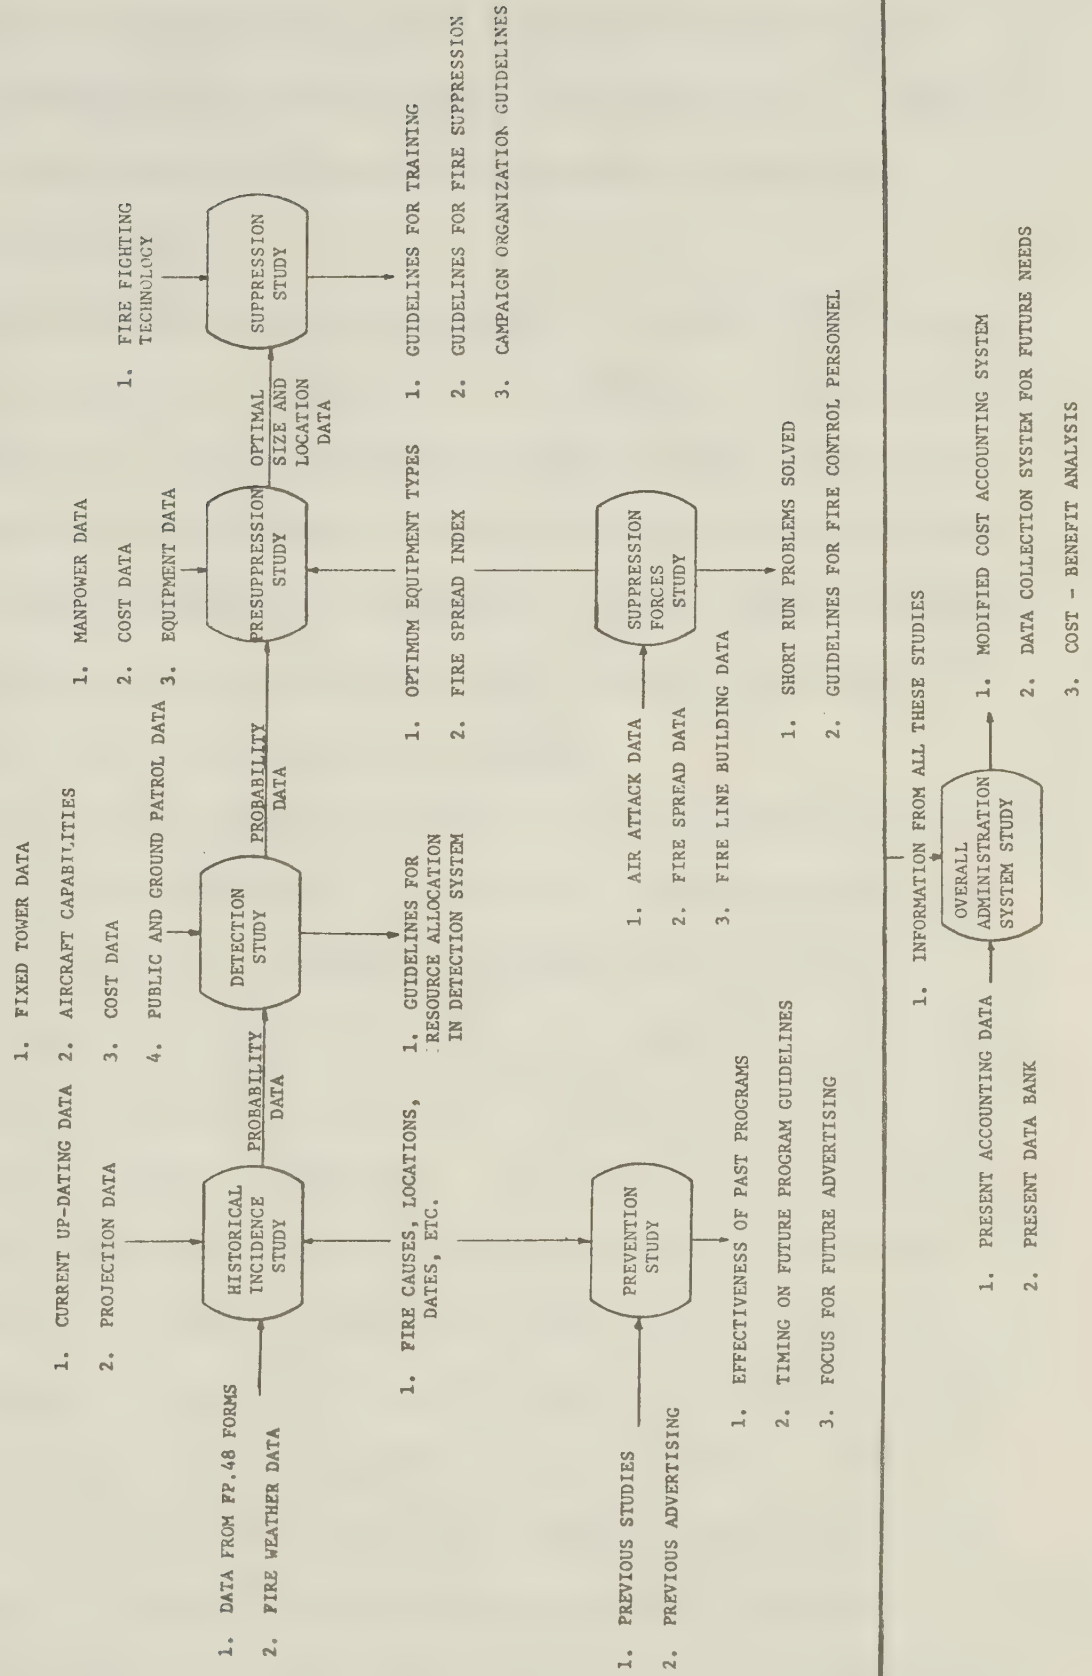 1. FIXED TOWER DATA
1. CURRENT UP-DATING DATA
2. AIRCRAFT CAPABILITIES
1. MANPOWER DATA
2. PROJECTION DATA
3. COST DATA
2. COST DATA
1. FIRE FIGHTING
TECHNOLOGY
4. PUBLIC AND GROUND PATROL DATA
3. EQUIPMENT DATA
1. DATA FROM FP.48 FORMS
2. FIRE WEATHER DATA
HISTORICAL
INCIDENCE
STUDY
PROBABILITY
DATA
DETECTION
STUDY
PROBABILITY
DATA
PRESUPPRESSION
STUDY
OPTIMAL
SIZE AND
LOCATION
DATA
SUPPRESSION
STUDY
1. FIRE CAUSES, LOCATIONS,
DATES, ETC.
1. GUIDELINES FOR
RESOURCE ALLOCATION
IN DETECTION SYSTEM
1. OPTIMUM EQUIPMENT TYPES
2. FIRE SPREAD INDEX
1. GUIDELINES FOR TRAINING
2. GUIDELINES FOR FIRE SUPPRESSION
3. CAMPAIGN ORGANIZATION GUIDELINES
1. PREVIOUS STUDIES
2. PREVIOUS ADVERTISING
PREVENTION
STUDY
1. AIR ATTACK DATA
2. FIRE SPREAD DATA
3. FIRE LINE BUILDING DATA
SUPPRESSION
FORCES
STUDY
1. EFFECTIVENESS OF PAST PROGRAMS
2. TIMING ON FUTURE PROGRAM GUIDELINES
3. FOCUS FOR FUTURE ADVERTISING
1. SHORT RUN PROBLEMS SOLVED
2. GUIDELINES FOR FIRE CONTROL PERSONNEL
1. INFORMATION FROM ALL THESE STUDIES
1. PRESENT ACCOUNTING DATA
2. PRESENT DATA BANK
OVERALL
ADMINISTRATION
SYSTEM STUDY
1. MODIFIED COST ACCOUNTING SYSTEM
2. DATA COLLECTION SYSTEM FOR FUTURE NEEDS
3. COST - BENEFIT ANALYSIS